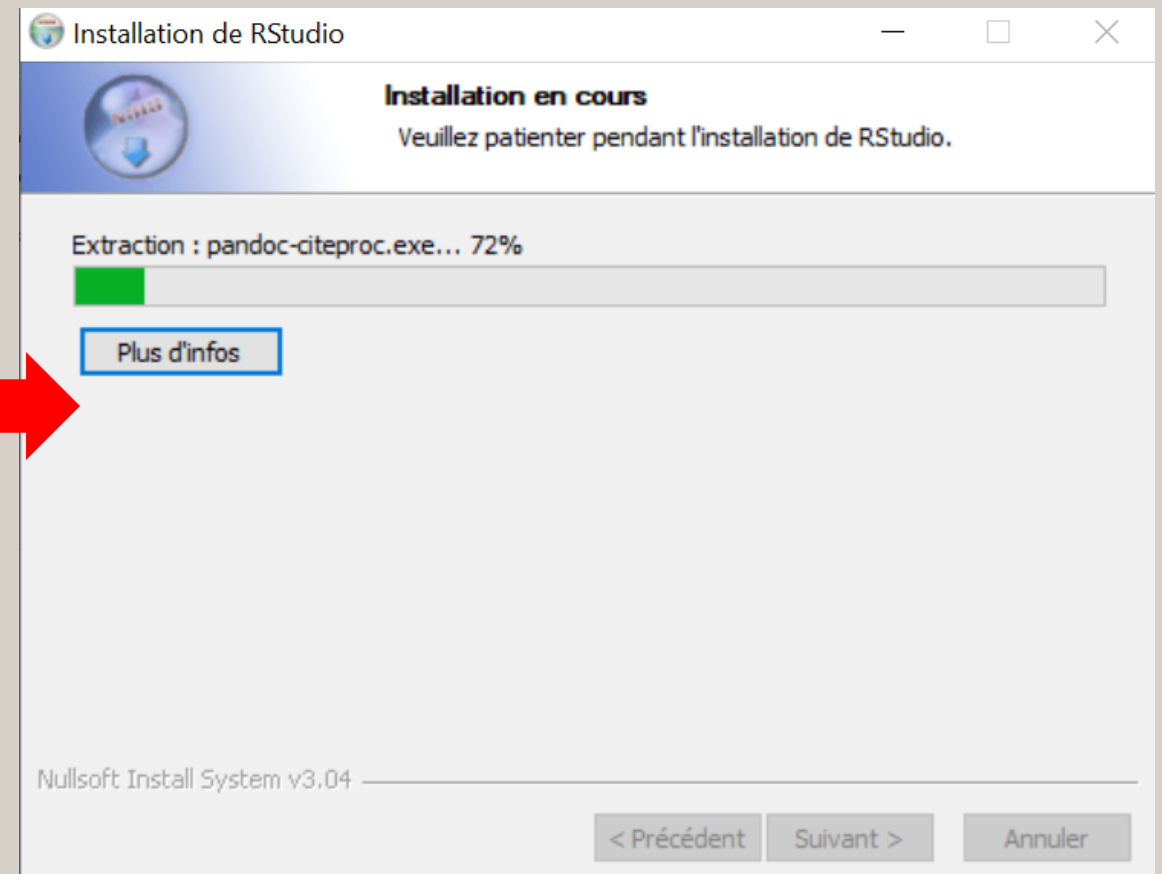 Installation de RStudio
Installation en cours
Veuillez patienter pendant l'installation de RStudio.
Extraction : pandoc-citeproc.exe... 72%
Plus d'infos
Nullsoft Install System v3.04
< Précédent
Suivant >
Annuler